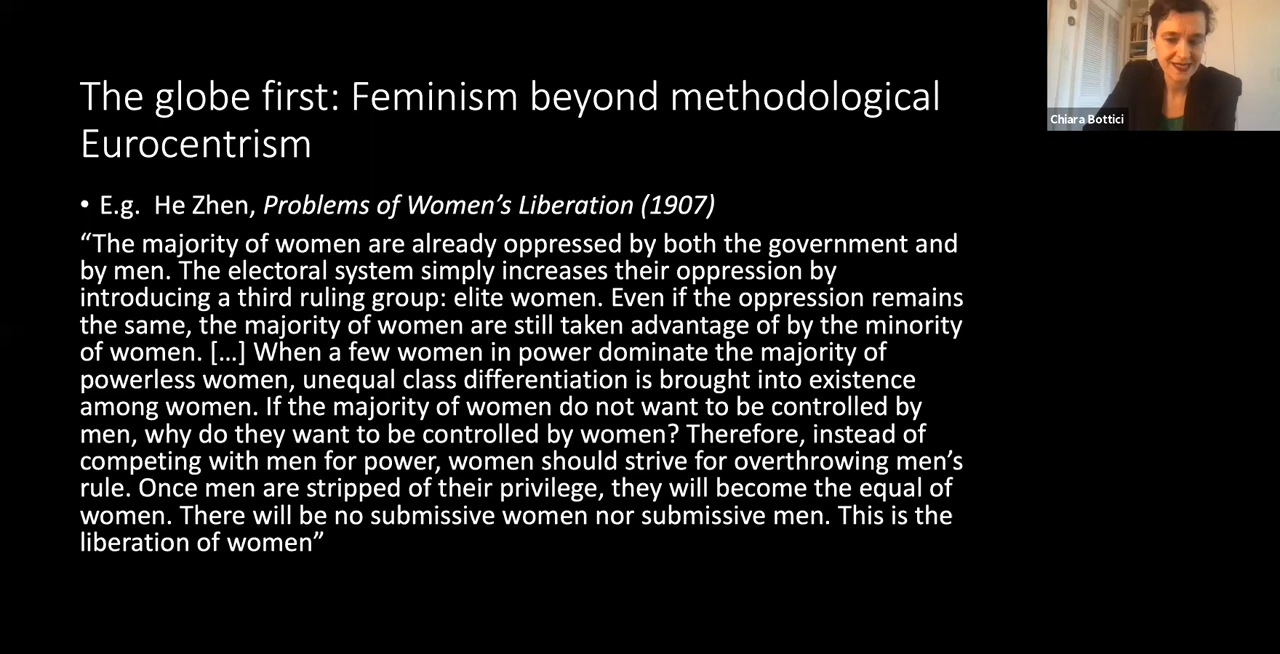 The globe first: Feminism beyond methodological
Eurocentrism
• E.g.  He Zhen, Problems of Women’s Liberation (1907)
“The majority of women are already oppressed by both the government and
by men. The electoral system simply increases their oppression by
introducing a third ruling group: elite women. Even if the oppression remains
the same, the majority of women are still taken advantage of by the minority
of women. […] When a few women in power dominate the majority of
powerless women, unequal class differentiation is brought into existence
among women. If the majority of women do not want to be controlled by
men, why do they want to be controlled by women? Therefore, instead of
competing with men for power, women should strive for overthrowing men’s
rule. Once men are stripped of their privilege, they will become the equal of
women. There will be no submissive women nor submissive men. This is the
liberation of women”
Chiara Bottici